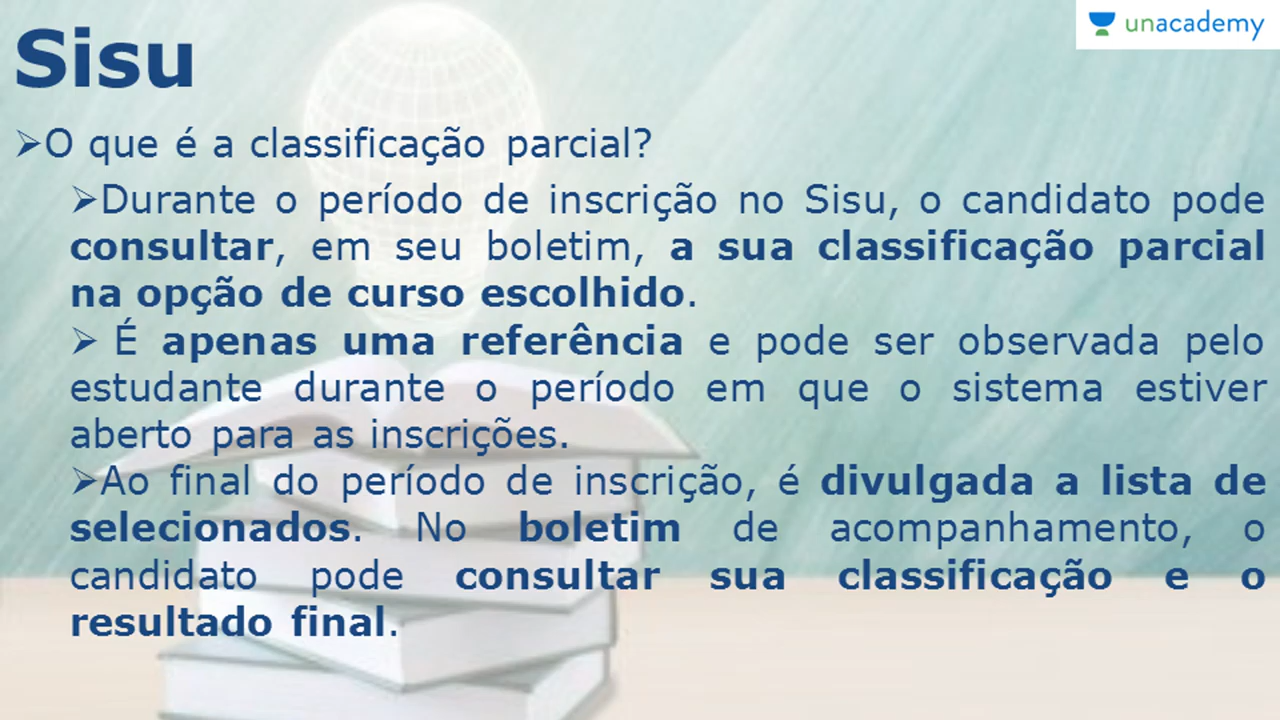 unacademy
Sisu
➢O que é a classificação parcial?
➢Durante o período de inscrição no Sisu, o candidato pode
consultar, em seu boletim, a sua classificação parcial
na opção de curso escolhido.
➢ É apenas uma referência e pode ser observada pelo
estudante durante o período em que o sistema estiver
aberto para as inscrições.
➢Ao final do período de inscrição, é divulgada a lista de
selecionados. No boletim de acompanhamento, o
candidato pode consultar sua classificação e o
resultado final.